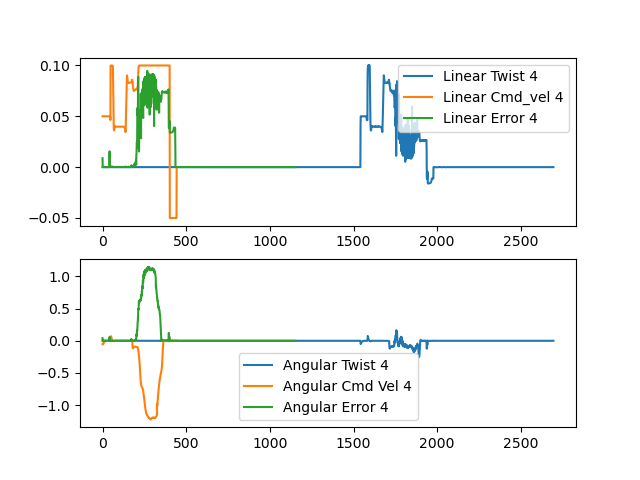 0.10
0.05
0.00
−0.05
Linear Twist 4
Linear Cmd_vel 4
Linear Error 4
0 500 1000 1500 2000 2500
1.0
0.5
0.0
−0.5
−1.0
Angular Twist 4
Angular Cmd Vel 4
Angular Error 4
0 500 1000 1500 2000 2500